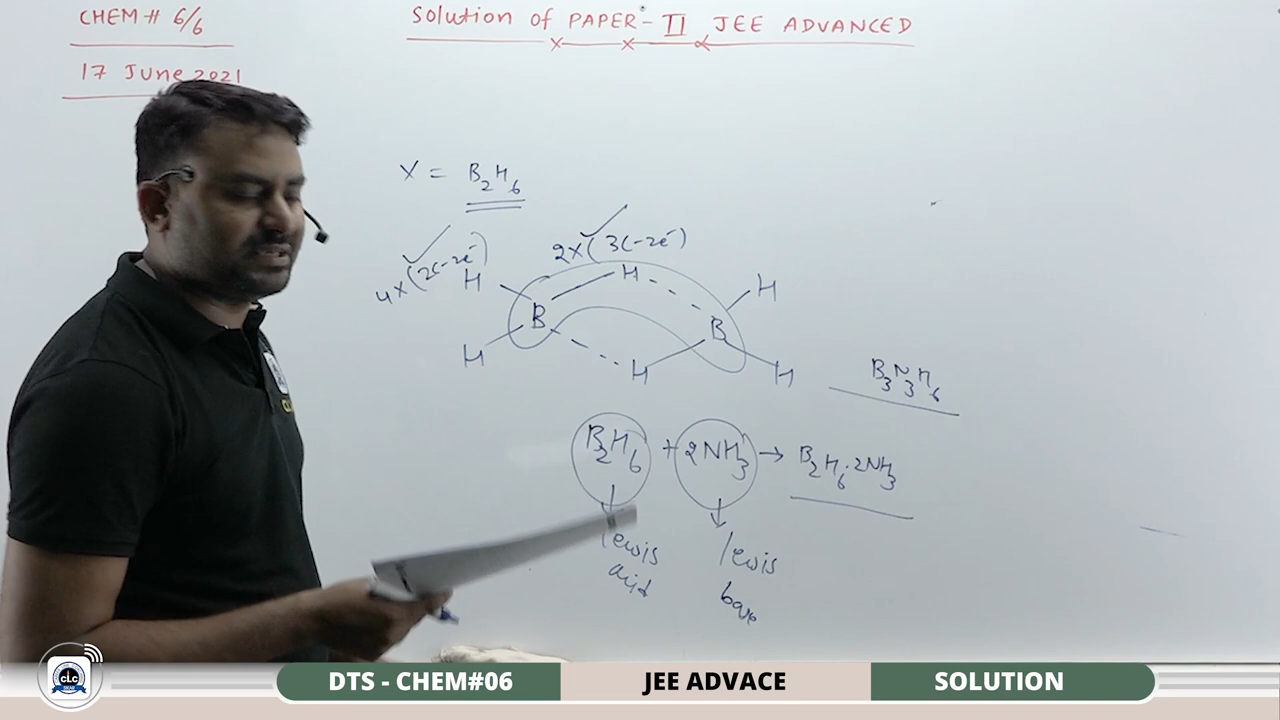 CHEM# 6/6
17 June 2021
Solution of PAPER-II JEE ADVANCED
X = B2H6
4x(2C-2e⁻)
2x(3C-2e⁻)
H
H
H
B
B
H
H
H
B3N3H6
B2H6 + 2NH3 → B2H6·2NH3
lewis acid
lewis base
CLC
DTS - CHEM#06
JEE ADVACE
SOLUTION